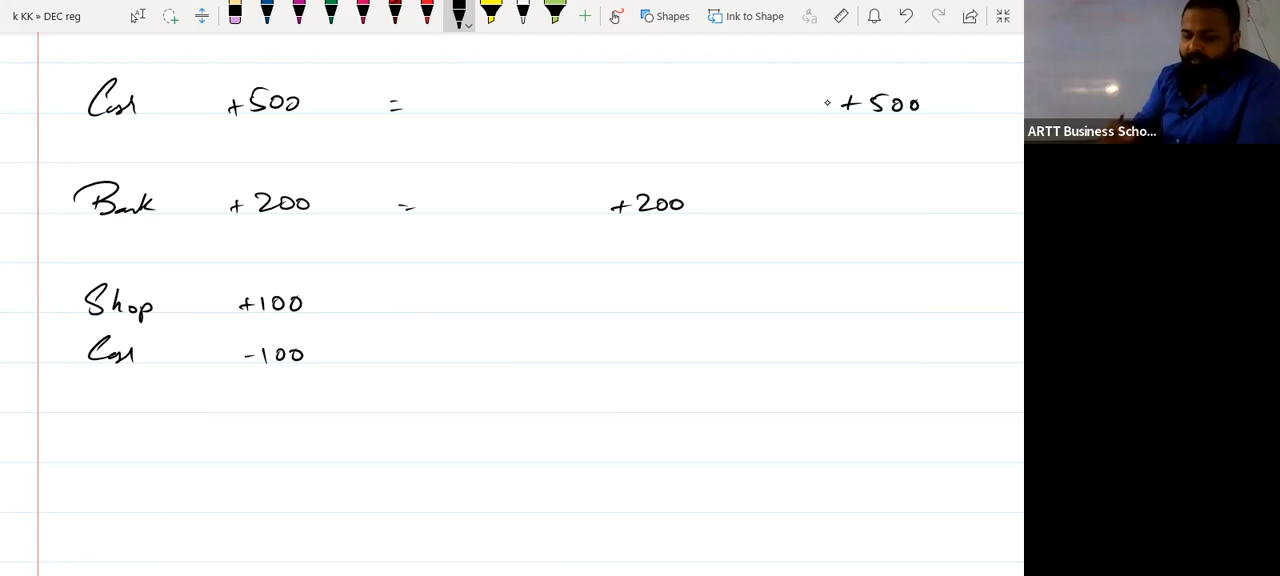 k KK » DEC reg
Shapes
Ink to Shape
Cash +500 = +500
ARTT Business Scho...
Bank +200 = +200
Shop +100
Cash -100